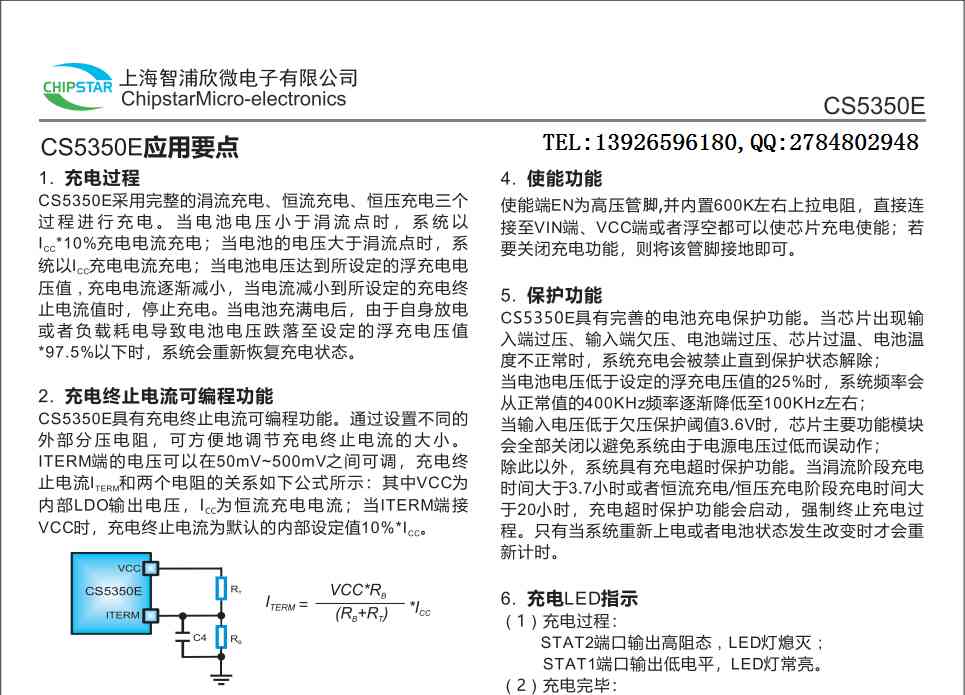 CHIPSTAR
上海智浦欣微电子有限公司
ChipstarMicro-electronics
CS5350E
CS5350E应用要点
TEL:13926596180,QQ:2784802948
1. 充电过程
CS5350E采用完整的涓流充电、恒流充电、恒压充电三个
过程进行充电。当电池电压小于涓流点时，系统以
ICC*10%充电电流充电；当电池的电压大于涓流点时，系
统以ICC充电电流充电；当电池电压达到所设定的浮充电电
压值，充电电流逐渐减小，当电流减小到所设定的充电终
止电流值时，停止充电。当电池充满电后，由于自身放电
或者负载耗电导致电池电压跌落至设定的浮充电压值
*97.5%以下时，系统会重新恢复充电状态。
2. 充电终止电流可编程功能
CS5350E具有充电终止电流可编程功能。通过设置不同的
外部分压电阻，可方便地调节充电终止电流的大小。
ITERM端的电压可以在50mV~500mV之间可调，充电终
止电流ITERM和两个电阻的关系如下公式所示：其中VCC为
内部LDO输出电压，ICC为恒流充电电流；当ITERM端接
VCC时，充电终止电流为默认的内部设定值10%*ICC。
VCC
CS5350E
ITERM
RT
C4
RB
ITERM = VCC*RB / (RB+RT) *ICC
4. 使能功能
使能端EN为高压管脚,并内置600K左右上拉电阻，直接连
接至VIN端、VCC端或者浮空都可以使芯片充电使能；若
要关闭充电功能，则将该管脚接地即可。
5. 保护功能
CS5350E具有完善的电池充电保护功能。当芯片出现输
入端过压、输入端欠压、电池端过压、芯片过温、电池温
度不正常时，系统充电会被禁止直到保护状态解除；
当电池电压低于设定的浮充电压值的25%时，系统频率会
从正常值的400KHz频率逐渐降低至100KHz左右；
当输入电压低于欠压保护阈值3.6V时，芯片主要功能模块
会全部关闭以避免系统由于电源电压过低而误动作；
除此以外，系统具有充电超时保护功能。当涓流阶段充电
时间大于3.7小时或者恒流充电/恒压充电阶段充电时间大
于20小时，充电超时保护功能会启动，强制终止充电过
程。只有当系统重新上电或者电池状态发生改变时才会重
新计时。
6. 充电LED指示
（1）充电过程：
STAT2端口输出高阻态，LED灯熄灭；
STAT1端口输出低电平，LED灯常亮。
（2）充电完毕：